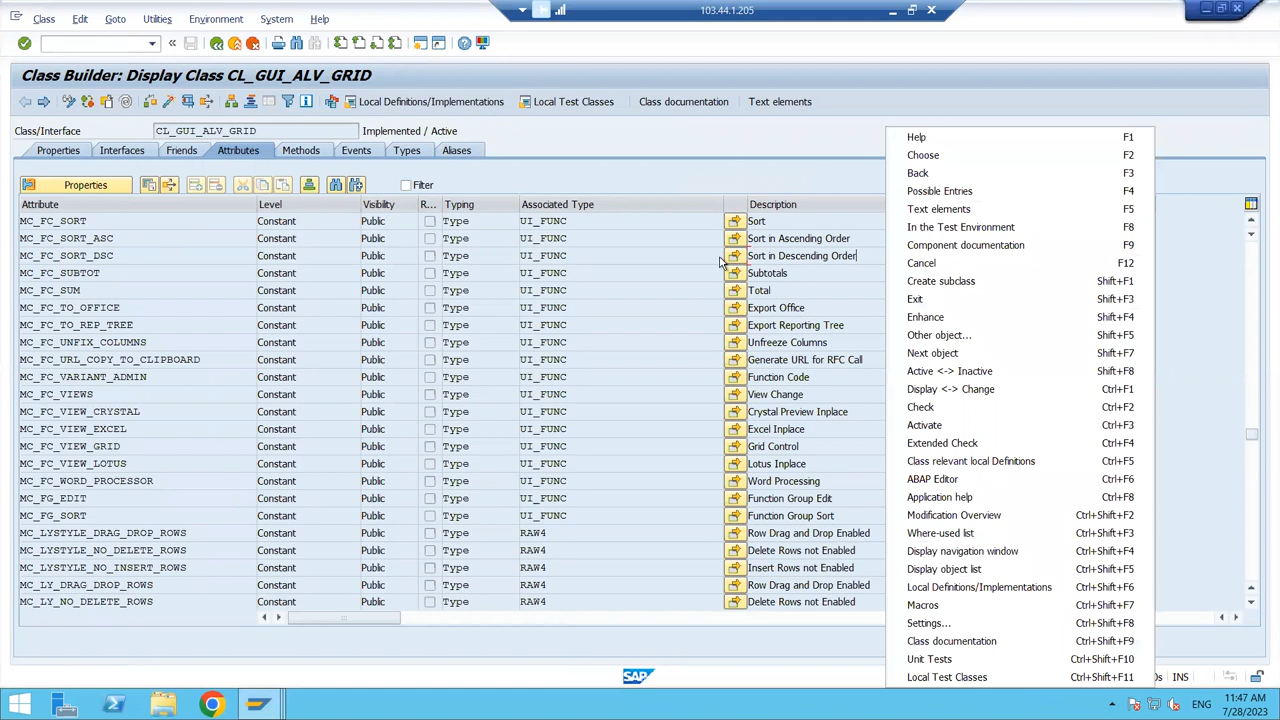 103.44.1.205
Class Edit Goto Utilities Environment System Help
Class Builder: Display Class CL_GUI_ALV_GRID
Local Definitions/Implementations Local Test Classes Class documentation Text elements
Class/Interface CL_GUI_ALV_GRID Implemented / Active
Properties Interfaces Friends Attributes Methods Events Types Aliases
Properties Filter
Attribute Level Visibility R... Typing Associated Type Description
MC_FC_SORT Constant Public Type UI_FUNC Sort
MC_FC_SORT_ASC Constant Public Type UI_FUNC Sort in Ascending Order
MC_FC_SORT_DSC Constant Public Type UI_FUNC Sort in Descending Order
MC_FC_SUBTOT Constant Public Type UI_FUNC Subtotals
MC_FC_SUM Constant Public Type UI_FUNC Total
MC_FC_TO_OFFICE Constant Public Type UI_FUNC Export Office
MC_FC_TO_REP_TREE Constant Public Type UI_FUNC Export Reporting Tree
MC_FC_UNFIX_COLUMNS Constant Public Type UI_FUNC Unfreeze Columns
MC_FC_URL_COPY_TO_CLIPBOARD Constant Public Type UI_FUNC Generate URL for RFC Call
MC_FC_VARIANT_ADMIN Constant Public Type UI_FUNC Function Code
MC_FC_VIEWS Constant Public Type UI_FUNC View Change
MC_FC_VIEW_CRYSTAL Constant Public Type UI_FUNC Crystal Preview Inplace
MC_FC_VIEW_EXCEL Constant Public Type UI_FUNC Excel Inplace
MC_FC_VIEW_GRID Constant Public Type UI_FUNC Grid Control
MC_FC_VIEW_LOTUS Constant Public Type UI_FUNC Lotus Inplace
MC_FC_WORD_PROCESSOR Constant Public Type UI_FUNC Word Processing
MC_FG_EDIT Constant Public Type UI_FUNC Function Group Edit
MC_FG_SORT Constant Public Type UI_FUNC Function Group Sort
MC_LYSTYLE_DRAG_DROP_ROWS Constant Public Type RAW4 Row Drag and Drop Enabled
MC_LYSTYLE_NO_DELETE_ROWS Constant Public Type RAW4 Delete Rows not Enabled
MC_LYSTYLE_NO_INSERT_ROWS Constant Public Type RAW4 Insert Rows not Enabled
MC_LY_DRAG_DROP_ROWS Constant Public Type RAW4 Row Drag and Drop Enabled
MC_LY_NO_DELETE_ROWS Constant Public Type RAW4 Delete Rows not Enabled
Help F1
Choose F2
Back F3
Possible Entries F4
Text elements F5
In the Test Environment F8
Component documentation F9
Cancel F12
Create subclass Shift+F1
Exit Shift+F3
Enhance Shift+F4
Other object... Shift+F5
Next object Shift+F7
Active <-> Inactive Shift+F8
Display <-> Change Ctrl+F1
Check Ctrl+F2
Activate Ctrl+F3
Extended Check Ctrl+F4
Class relevant local Definitions Ctrl+F5
ABAP Editor Ctrl+F6
Application help Ctrl+F8
Modification Overview Ctrl+Shift+F2
Where-used list Ctrl+Shift+F3
Display navigation window Ctrl+Shift+F4
Display object list Ctrl+Shift+F5
Local Definitions/Implementations Ctrl+Shift+F6
Macros Ctrl+Shift+F7
Settings... Ctrl+Shift+F8
Class documentation Ctrl+Shift+F9
Unit Tests Ctrl+Shift+F10
Local Test Classes Ctrl+Shift+F11
SAP INS
ENG 11:47 AM
7/28/2023